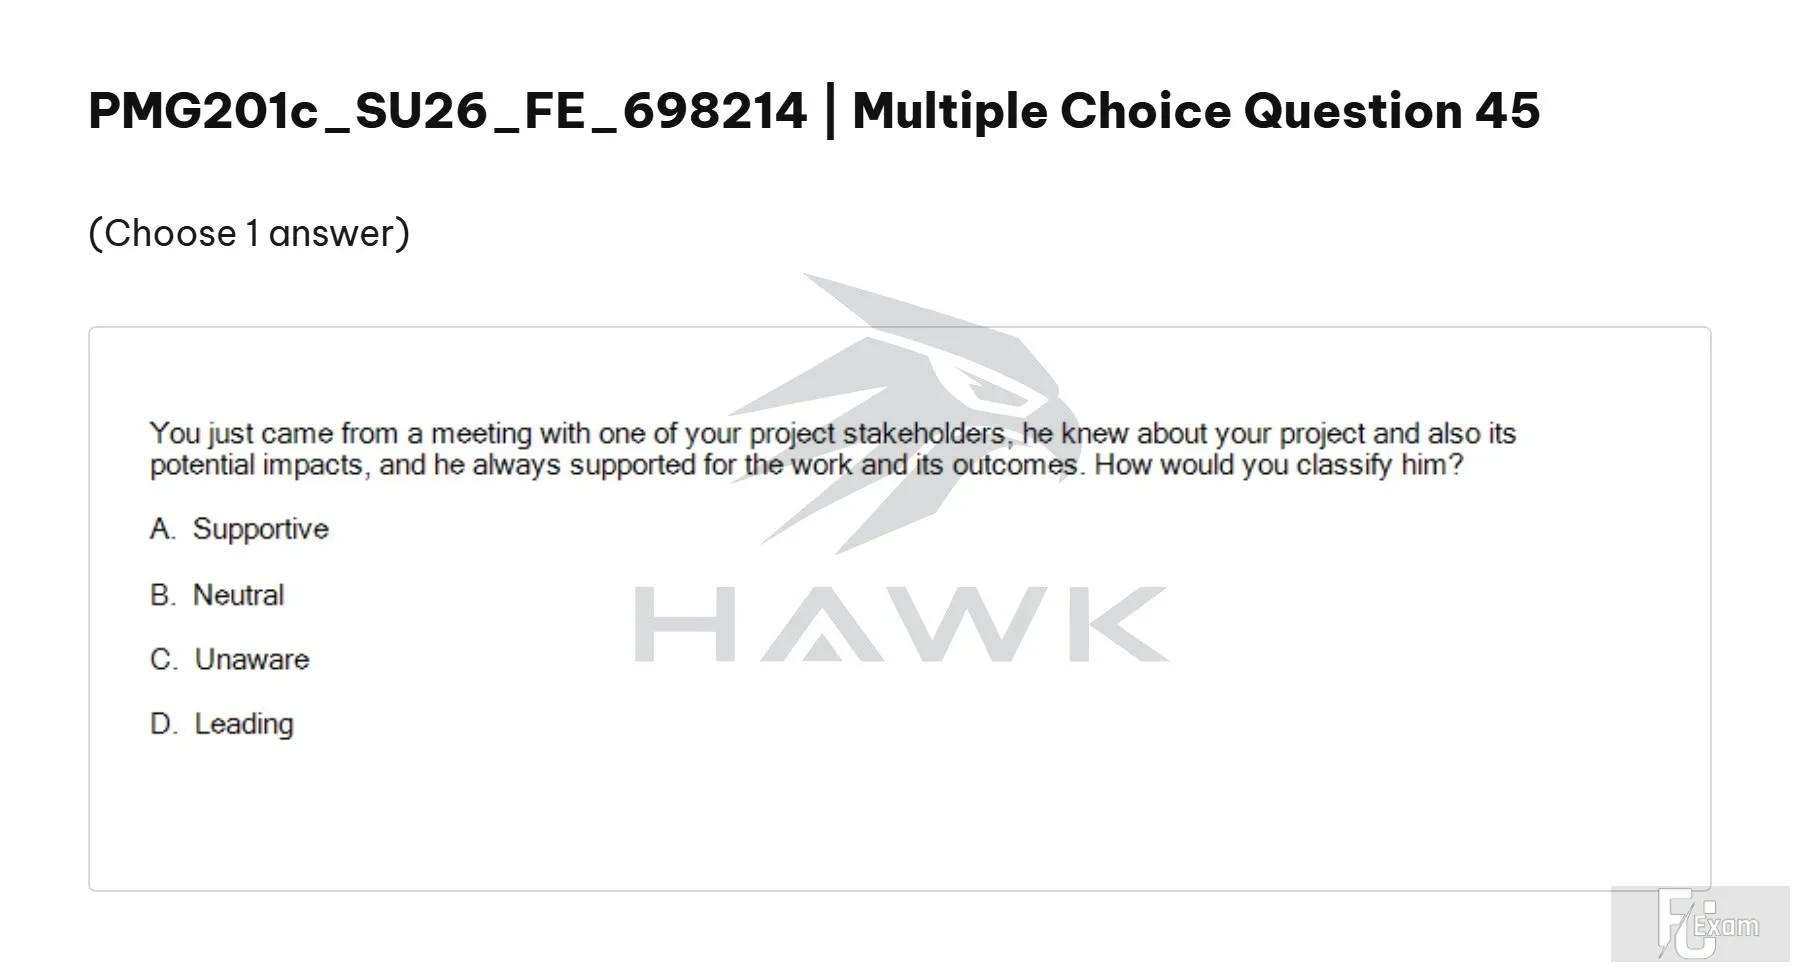 PMG201c_SU26_FE_698214 | Multiple Choice Question 45
(Choose 1 answer)
You just came from a meeting with one of your project stakeholders, he knew about your project and also its
potential impacts, and he always supported for the work and its outcomes. How would you classify him?
A. Supportive
B. Neutral
C. Unaware
D. Leading
HAWK
FU Exam